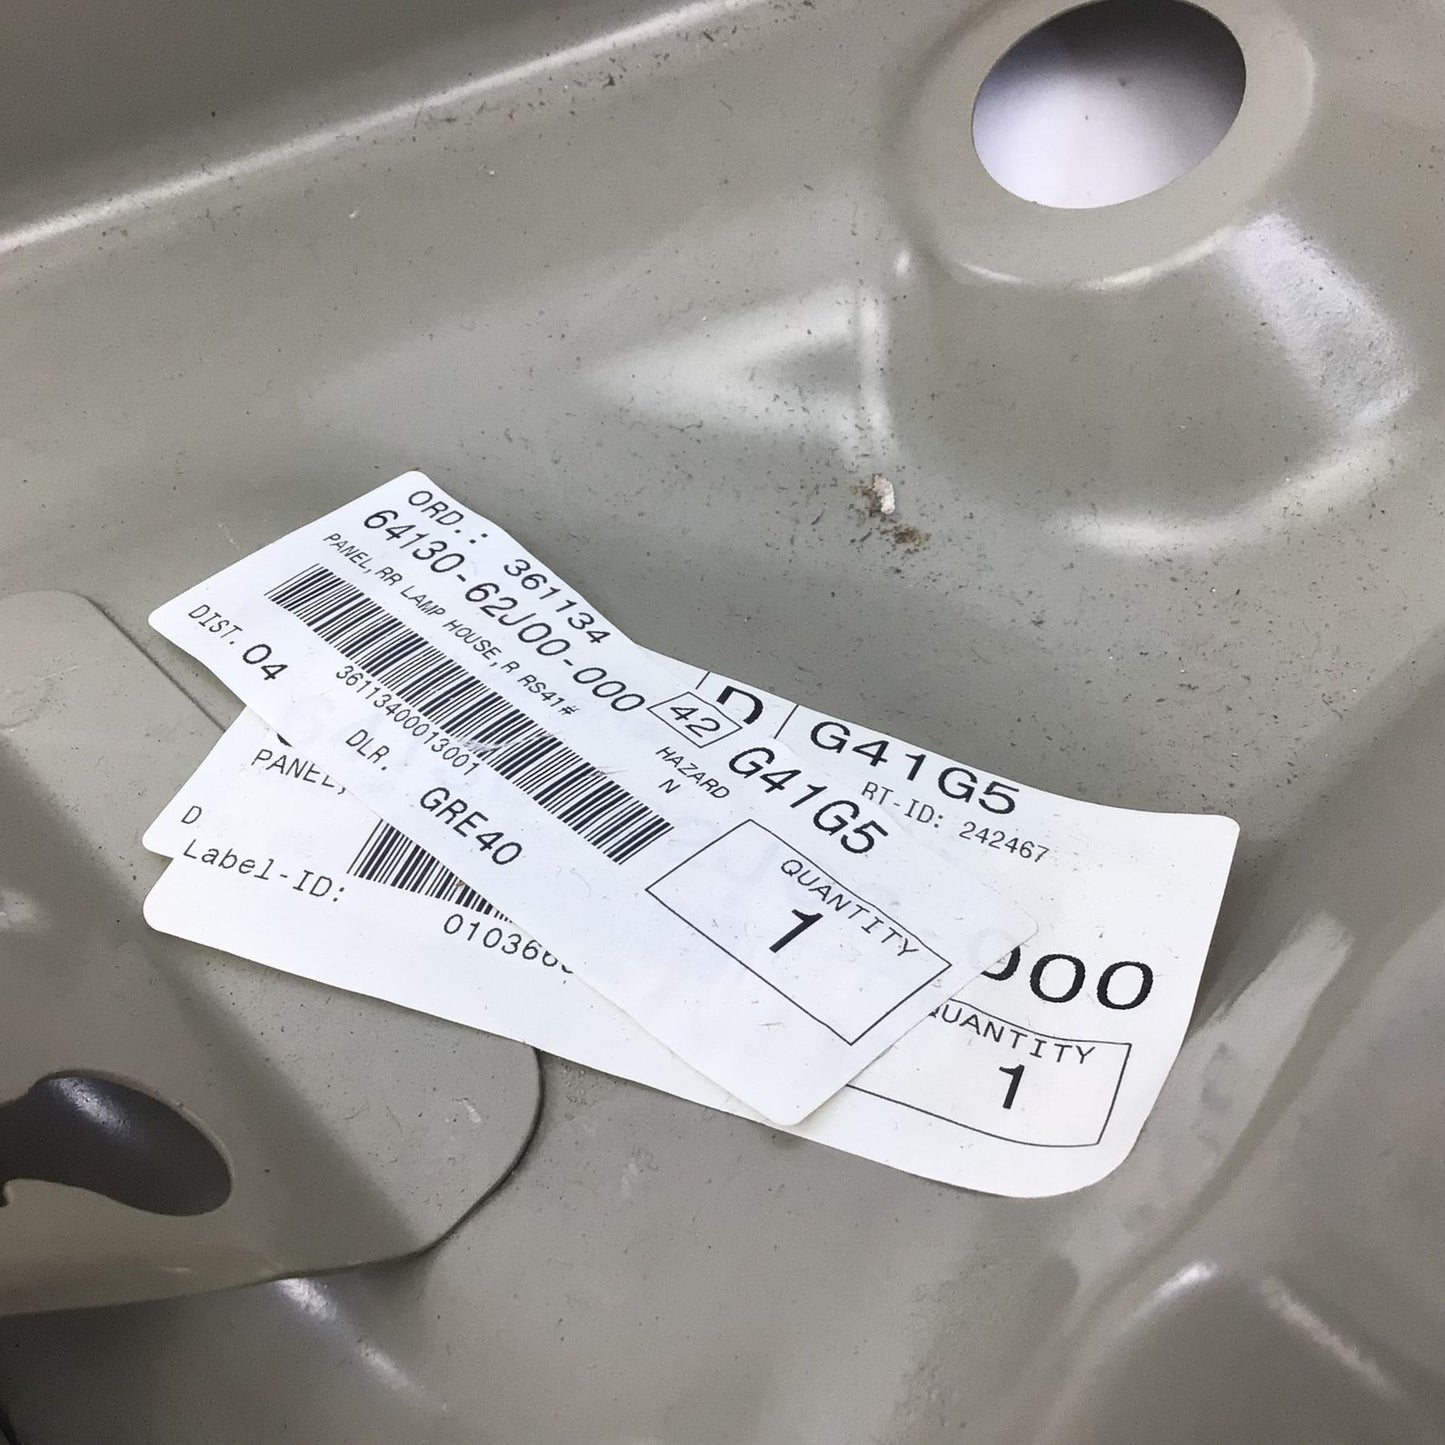 ORD.: 361134
64130-62J00-000
PANEL,RR LAMP HOUSE,R RS41#
36113400013001
DIST. 04
DLR. GRE40
42
HAZARD
N
G41G5
QUANTITY
1
D
G41G5
RT-ID: 242467
000
QUANTITY
1
PANEL,
D
Label-ID: